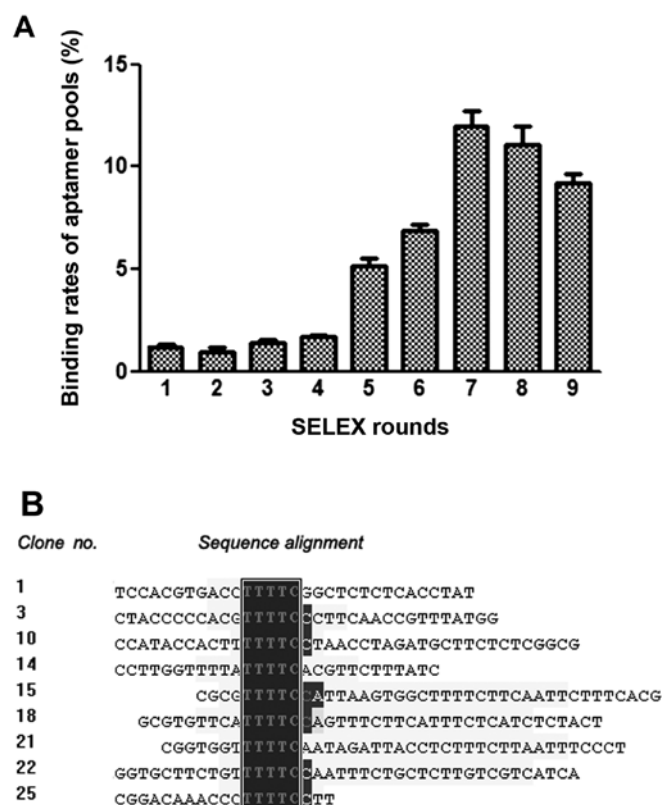 A
Binding rates of aptamer pools (%)
15
10
5
0
1 2 3 4 5 6 7 8 9
SELEX rounds
B
Clone no. Sequence alignment
1 TCCACGTGACCTTTTCGGCTCTCTCACCTAT
3 CTACCCCCACGTTTTCCCTTCAACCGTTTATGG
10 CCATACCACTTTTTTCCTAACCTAGATGCTTCTCTCGGCG
14 CCTTGGTTTTATTTTCACGTTCTTTATC
15 CGCGTTTTCCATTAAGTGGCTTTTCTTCAATTCTTTCACG
18 GCGTGTTCATTTTCCAGTTTCTTCATTTCTCATCTCTACT
21 CGGTGGTTTTTCAATAGATTACCTCTTTCTTAATTTCCCT
22 GGTGCTTCTGTTTTTCCAATTTCTGCTCTTGTCGTCATCA
25 CGGACAAACCCTTTTCCTT